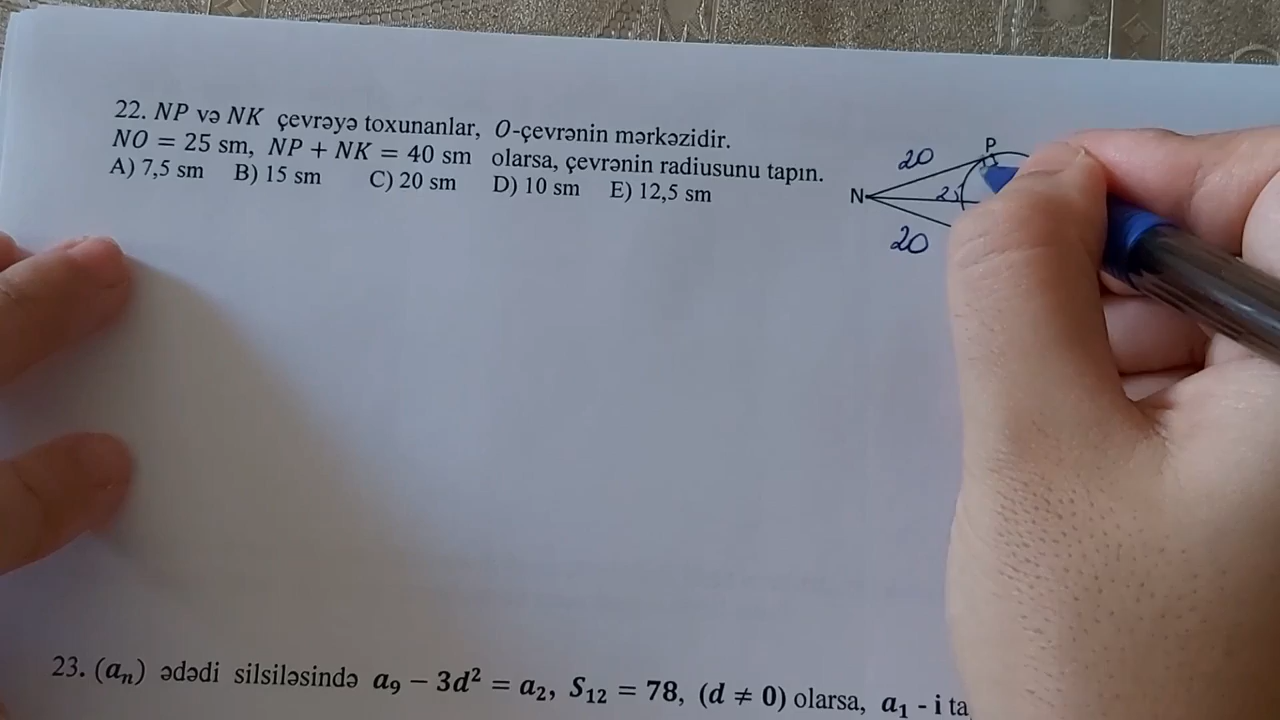 22. NP və NK çevrəyə toxunanlar, O-çevrənin mərkəzidir.
NO = 25 sm, NP + NK = 40 sm olarsa, çevrənin radiusunu tapın.
A) 7,5 sm B) 15 sm C) 20 sm D) 10 sm E) 12,5 sm
P
20
N
20
23. (aₙ) ədədi silsiləsində a₉ − 3d² = a₂, S₁₂ = 78, (d ≠ 0) olarsa, a₁ - i